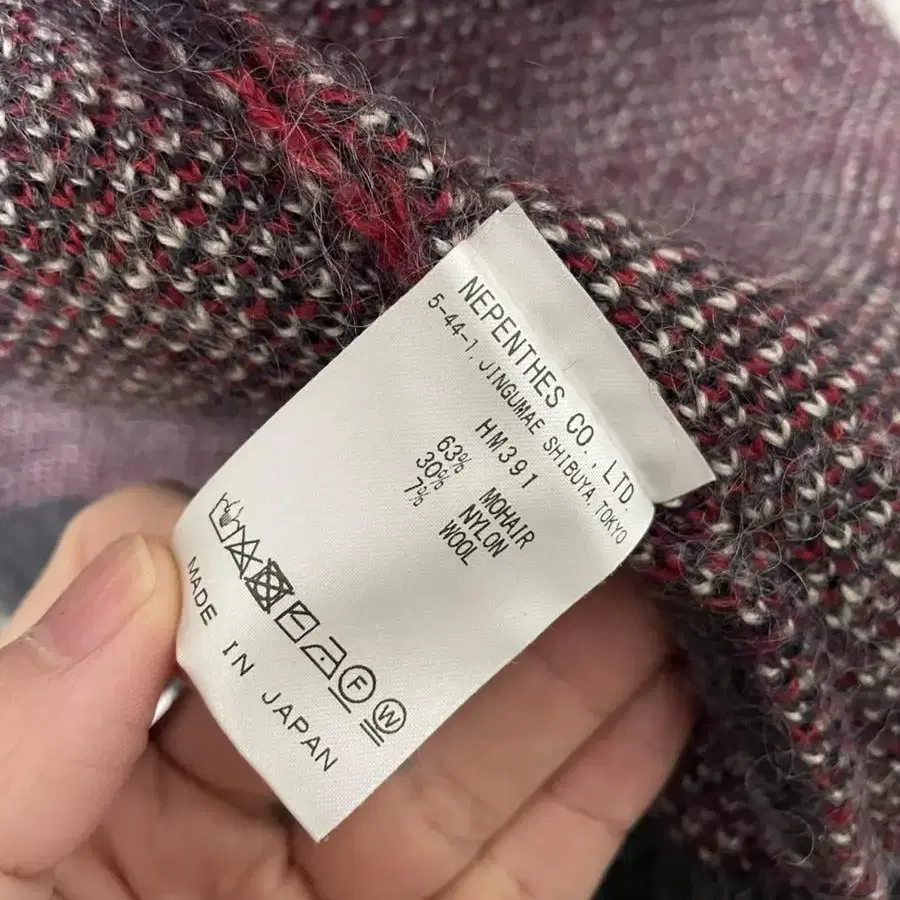 NEPENTHES CO.,LTD.
5-44-1, JINGUMAE SHIBUYA, TOKYO
HM391
63% MOHAIR
30% NYLON
7% WOOL
F
W
MADE IN JAPAN